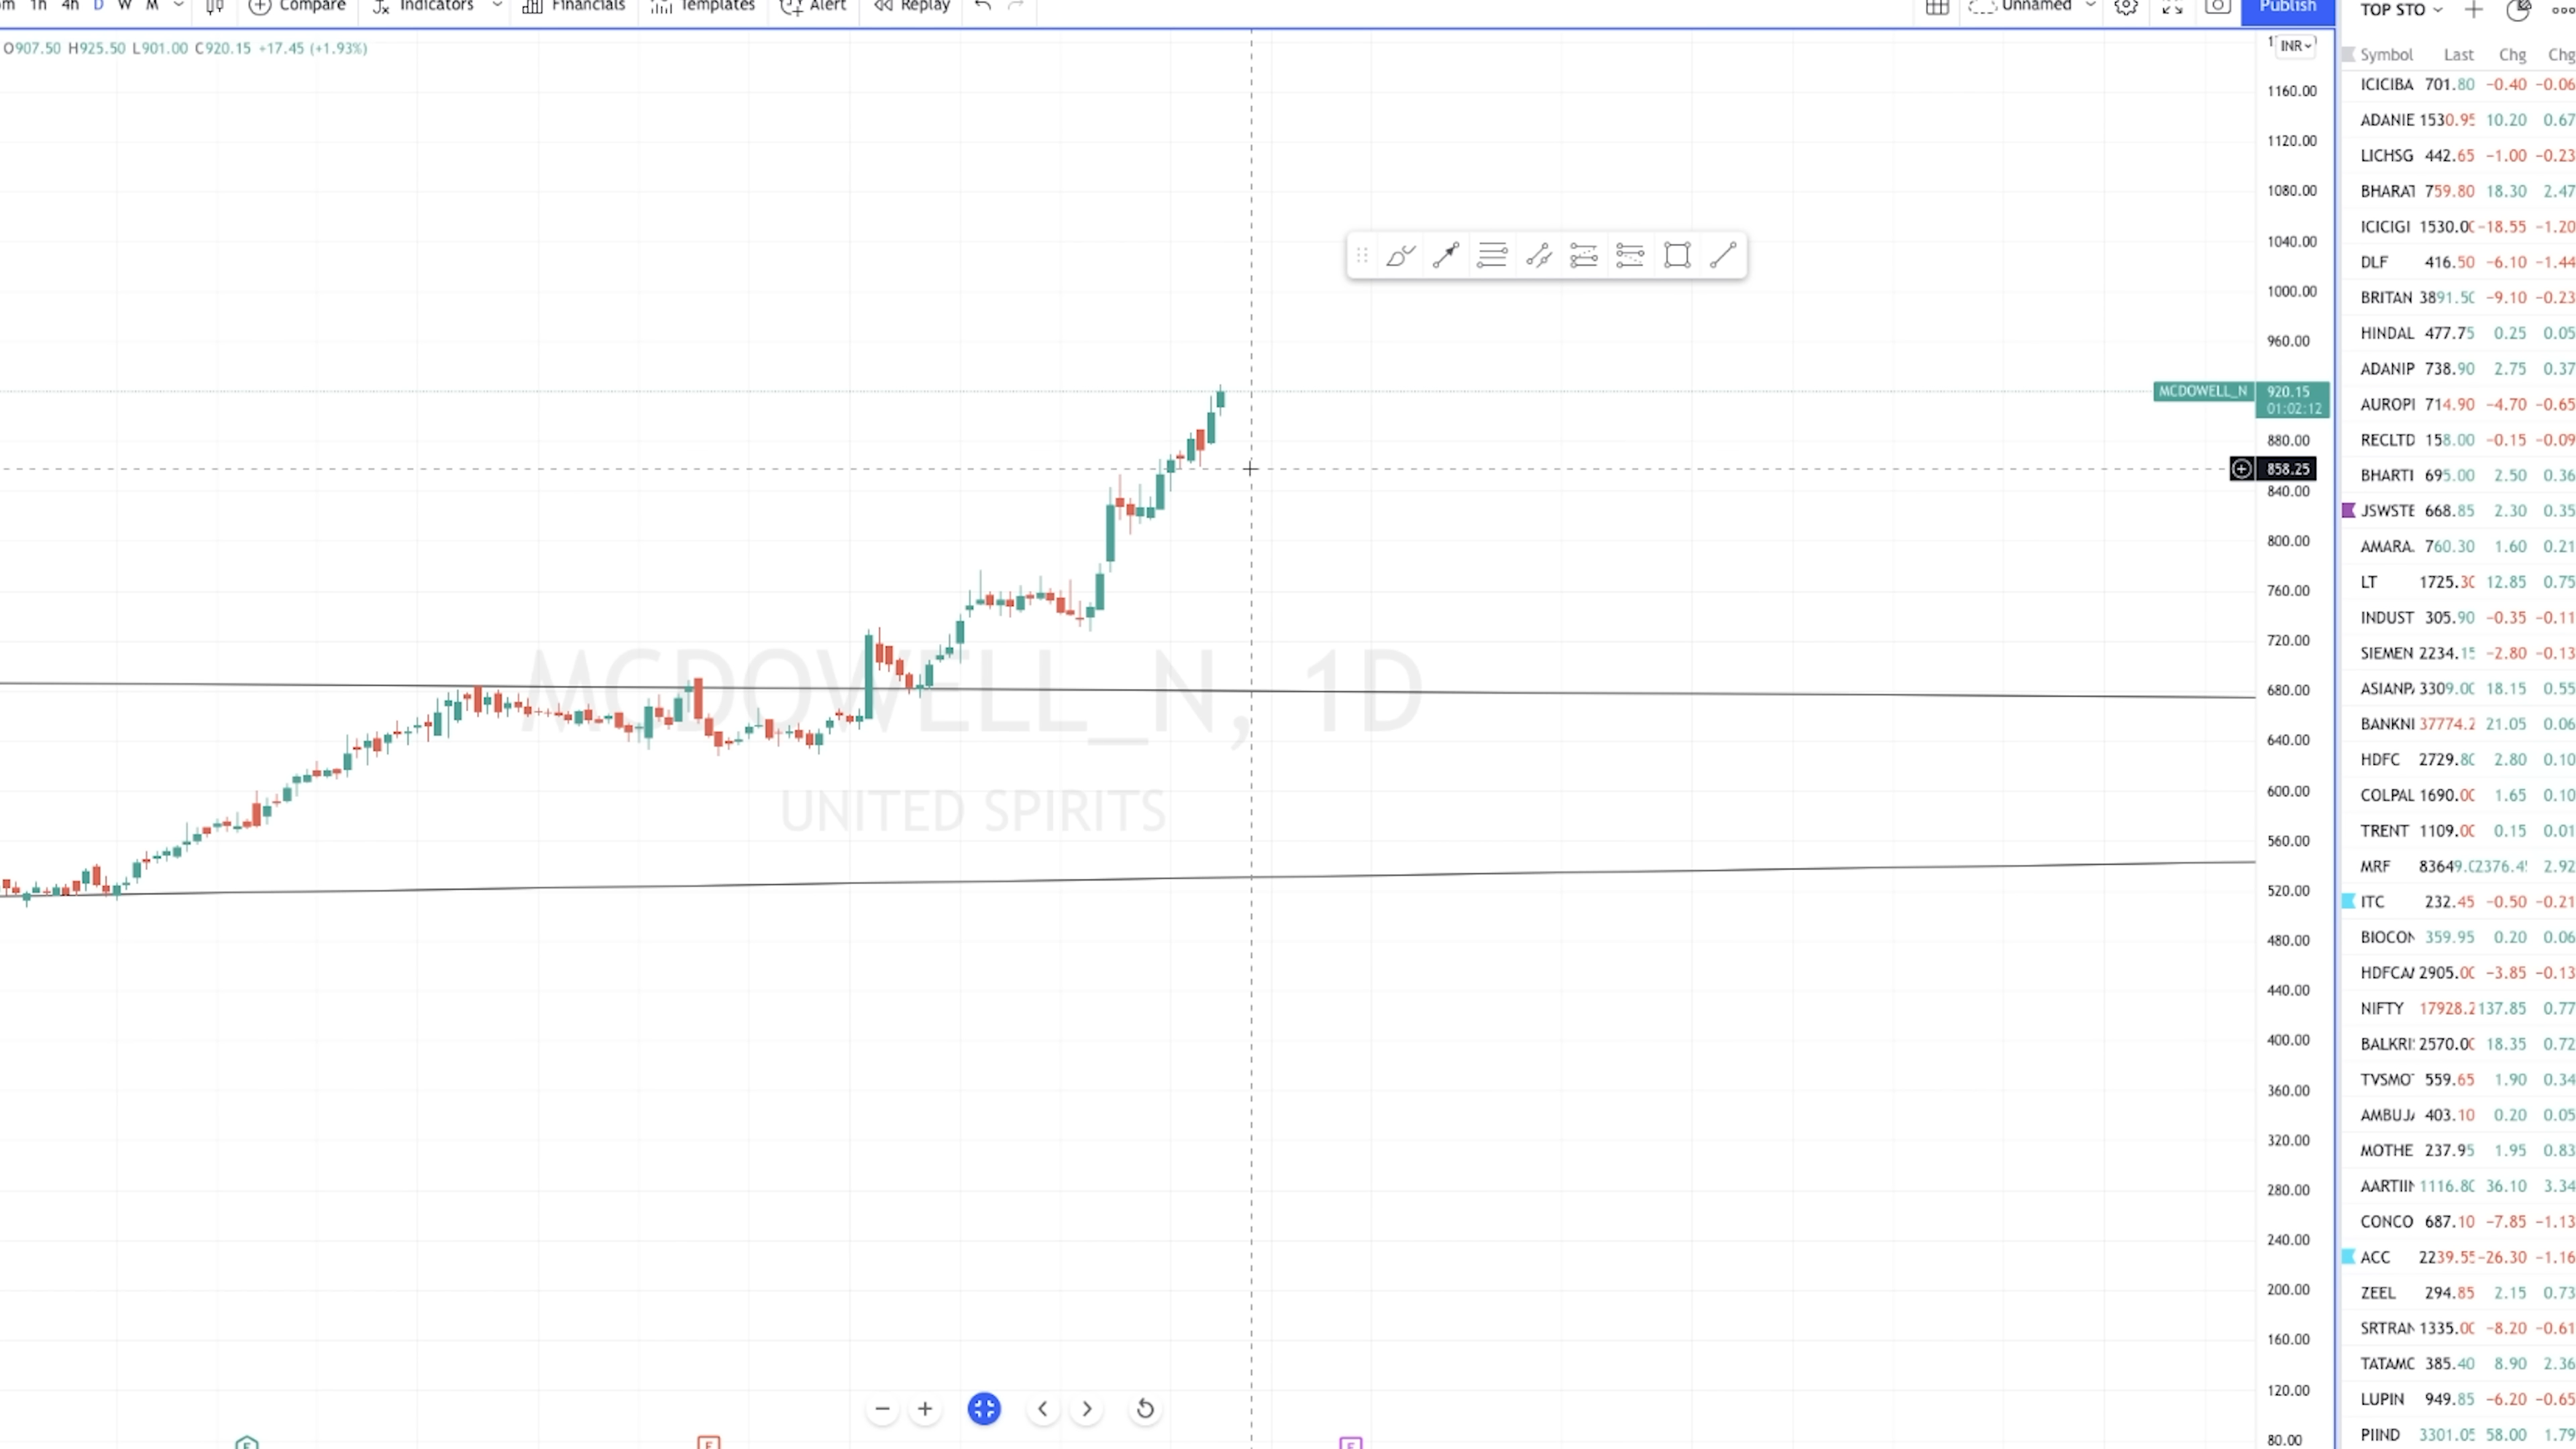 1h 4h D W M Compare Indicators Financials Templates Alert Replay Unnamed Publish
O907.50 H925.50 L901.00 C920.15 +17.45 (+1.93%)
INR
1160.00
1120.00
1080.00
1040.00
1000.00
960.00
MCDOWELL_N 920.15
01:02:12
880.00
858.25
840.00
800.00
760.00
720.00
680.00
640.00
600.00
560.00
520.00
480.00
440.00
400.00
360.00
320.00
280.00
240.00
200.00
160.00
120.00
80.00
MCDOWELL_N, 1D
UNITED SPIRITS
E
E
E
TOP STO
Symbol Last Chg Chg
ICICIBA 701.80 −0.40 −0.06
ADANIE 1530.95 10.20 0.67
LICHSG 442.65 −1.00 −0.23
BHARAT 759.80 18.30 2.47
ICICIGI 1530.00 −18.55 −1.20
DLF 416.50 −6.10 −1.44
BRITAN 3891.50 −9.10 −0.23
HINDAL 477.75 0.25 0.05
ADANIP 738.90 2.75 0.37
AUROPI 714.90 −4.70 −0.65
RECLTD 158.00 −0.15 −0.09
BHARTI 695.00 2.50 0.36
JSWSTE 668.85 2.30 0.35
AMARA. 760.30 1.60 0.21
LT 1725.30 12.85 0.75
INDUST 305.90 −0.35 −0.11
SIEMEN 2234.15 −2.80 −0.13
ASIANPA 3309.00 18.15 0.55
BANKNI 37774.2 21.05 0.06
HDFC 2729.80 2.80 0.10
COLPAL 1690.00 1.65 0.10
TRENT 1109.00 0.15 0.01
MRF 83649.0 2376.4 2.92
ITC 232.45 −0.50 −0.21
BIOCON 359.95 0.20 0.06
HDFCA 2905.00 −3.85 −0.13
NIFTY 17928.2 137.85 0.77
BALKRI 2570.00 18.35 0.72
TVSMO 559.65 1.90 0.34
AMBUJ 403.10 0.20 0.05
MOTHE 237.95 1.95 0.83
AARTIIN 1116.80 36.10 3.34
CONCO 687.10 −7.85 −1.13
ACC 2239.55 −26.30 −1.16
ZEEL 294.85 2.15 0.73
SRTRAN 1335.00 −8.20 −0.61
TATAMO 385.40 8.90 2.36
LUPIN 949.85 −6.20 −0.65
PIIND 3301.05 58.00 1.79